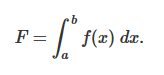 F = ∫_a^b f(x) dx.